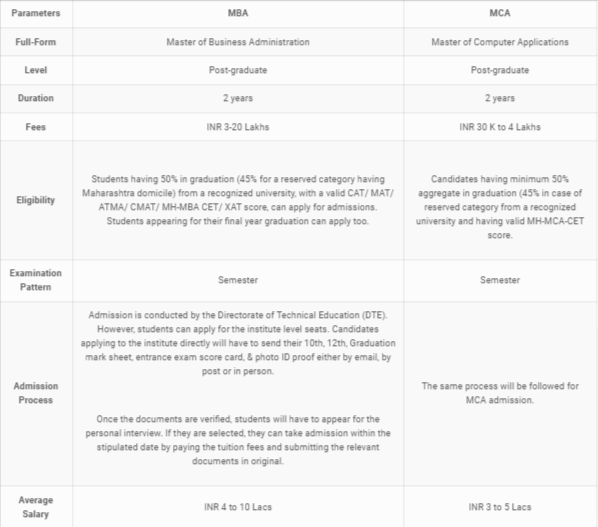 Parameters
MBA
MCA
Full-Form
Master of Business Administration
Master of Computer Applications
Level
Post-graduate
Post-graduate
Duration
2 years
2 years
Fees
INR 3-20 Lakhs
INR 30 K to 4 Lakhs
Eligibility
Students having 50% in graduation (45% for a reserved category having
Maharashtra domicile) from a recognized university, with a valid CAT/ MAT/
ATMA/ CMAT/ MH-MBA CET/ XAT score, can apply for admissions.
Students appearing for their final year graduation can apply too.
Candidates having minimum 50%
aggregate in graduation (45% in case of
reserved category from a recognized
university and having valid MH-MCA-CET
score.
Examination
Pattern
Semester
Semester
Admission
Process
Admission is conducted by the Directorate of Technical Education (DTE).
However, students can apply for the institute level seats. Candidates
applying to the institute directly will have to send their 10th, 12th, Graduation
mark sheet, entrance exam score card, & photo ID proof either by email, by
post or in person.
Once the documents are verified, students will have to appear for the
personal interview. If they are selected, they can take admission within the
stipulated date by paying the tuition fees and submitting the relevant
documents in original.
The same process will be followed for
MCA admission.
Average
Salary
INR 4 to 10 Lacs
INR 3 to 5 Lacs